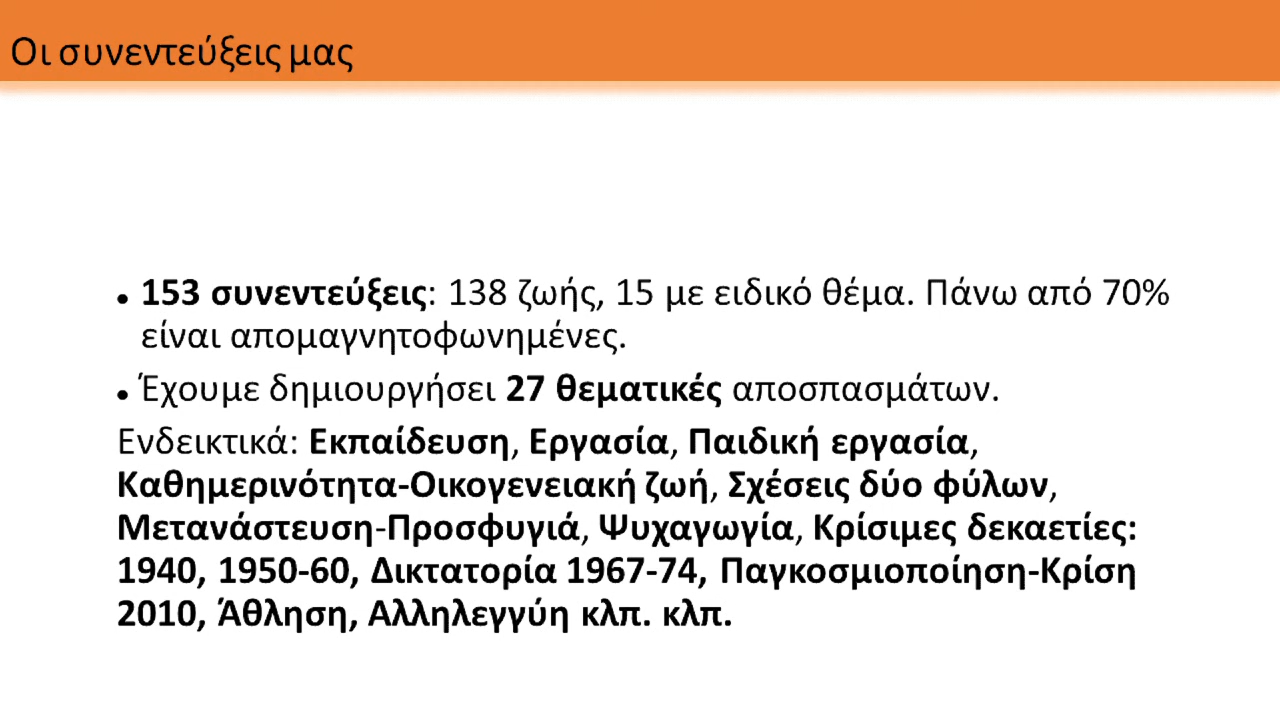 Οι συνεντεύξεις μας
• 153 συνεντεύξεις: 138 ζωής, 15 με ειδικό θέμα. Πάνω από 70%
είναι απομαγνητοφωνημένες.
• Έχουμε δημιουργήσει 27 θεματικές αποσπασμάτων.
Ενδεικτικά: Εκπαίδευση, Εργασία, Παιδική εργασία,
Καθημερινότητα-Οικογενειακή ζωή, Σχέσεις δύο φύλων,
Μετανάστευση-Προσφυγιά, Ψυχαγωγία, Κρίσιμες δεκαετίες:
1940, 1950-60, Δικτατορία 1967-74, Παγκοσμιοποίηση-Κρίση
2010, Άθληση, Αλληλεγγύη κλπ. κλπ.